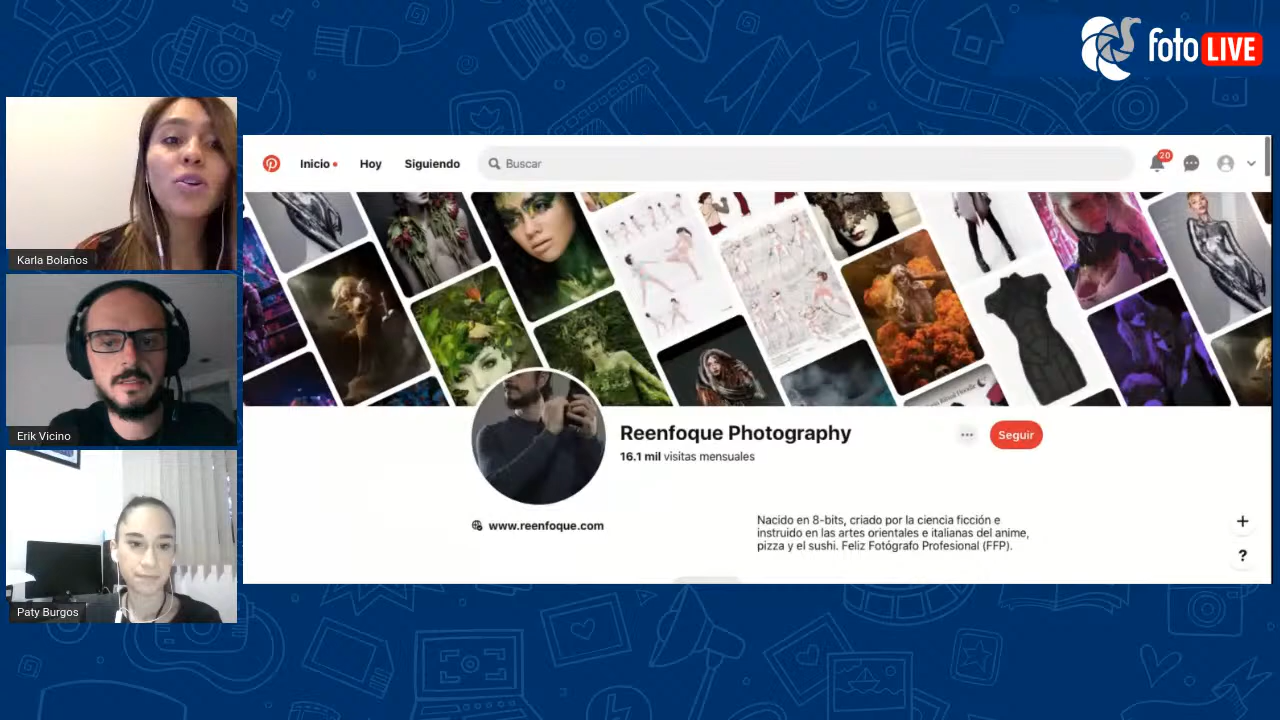 foto LIVE
Karla Bolaños
Erik Vicino
Paty Burgos
Inicio
Hoy
Siguiendo
Buscar
20
Reenfoque Photography
16.1 mil visitas mensuales
Seguir
www.reenfoque.com
Nacido en 8-bits, criado por la ciencia ficción e
instruido en las artes orientales e italianas del anime,
pizza y el sushi. Feliz Fotógrafo Profesional (FFP).
+
?